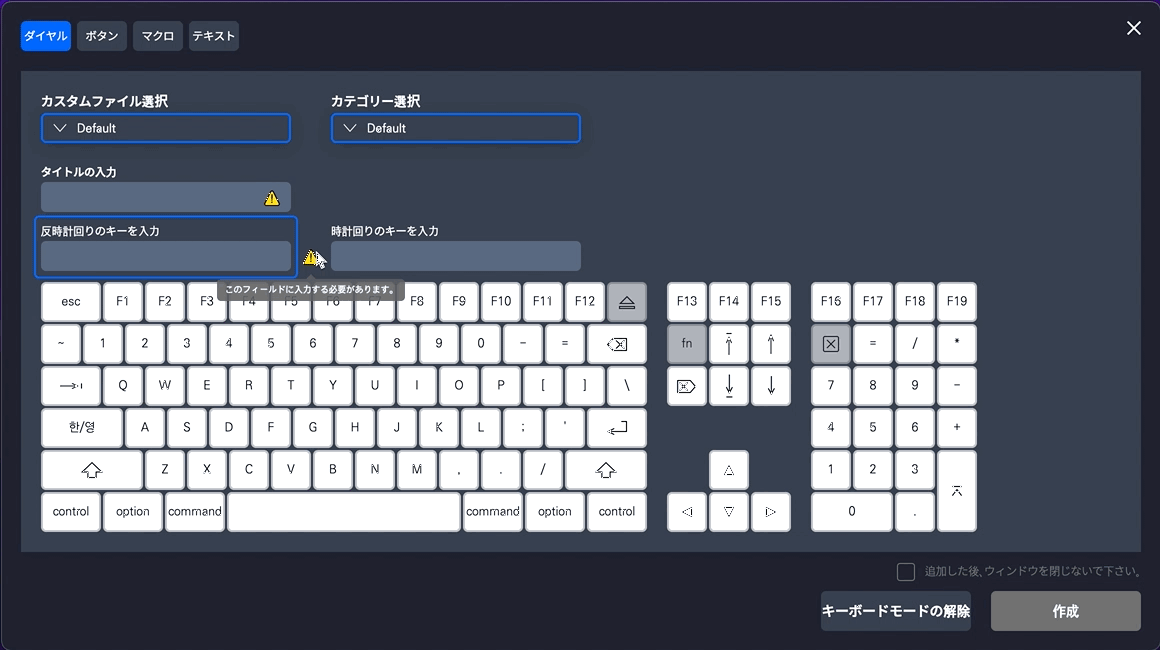 ダイヤル ボタン マクロ テキスト
カスタムファイル選択 カテゴリー選択
Default Default
タイトルの入力
反時計回りのキーを入力 時計回りのキーを入力
このフィールドに入力する必要があります。
esc F1 F2 F3 F4 F5 F6 F7 F8 F9 F10 F11 F12 F13 F14 F15 F16 F17 F18 F19
~ 1 2 3 4 5 6 7 8 9 0 - = fn = / *
Q W E R T Y U I O P [ ] \ 7 8 9 -
한/영 A S D F G H J K L ; ' 4 5 6 +
Z X C V B N M , . / 1 2 3
control option command command option control 0 .
追加した後、ウィンドウを閉じないで下さい。
キーボードモードの解除 作成